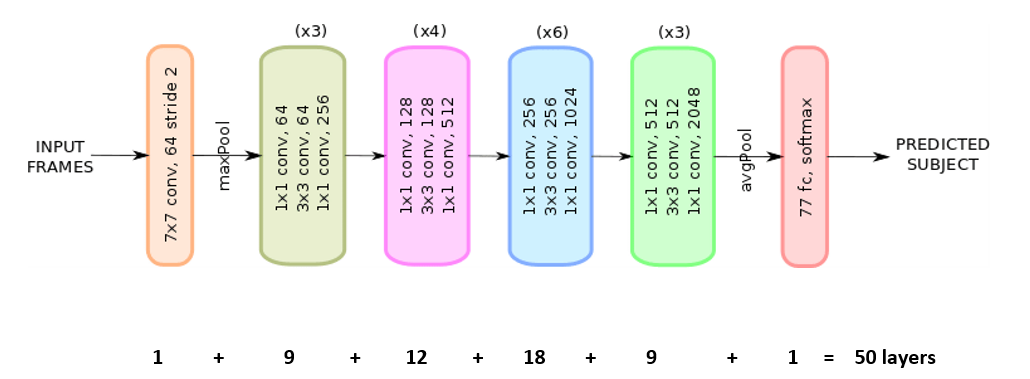 (x3)
(x4)
(x6)
(x3)
INPUT
FRAMES
7x7 conv, 64 stride 2
maxPool
1x1 conv, 64
3x3 conv, 64
1x1 conv, 256
1x1 conv, 128
3x3 conv, 128
1x1 conv, 512
1x1 conv, 256
3x3 conv, 256
1x1 conv, 1024
1x1 conv, 512
3x3 conv, 512
1x1 conv, 2048
avgPool
77 fc, softmax
PREDICTED
SUBJECT
1 + 9 + 12 + 18 + 9 + 1 = 50 layers